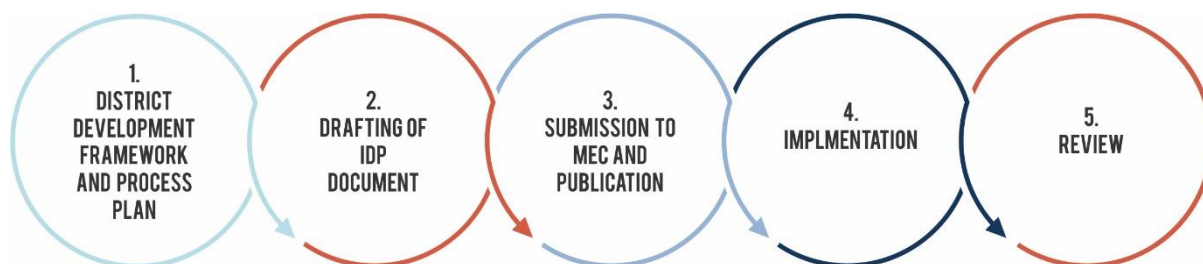 1.
DISTRICT
DEVELOPMENT
FRAMEWORK
AND PROCESS
PLAN
2.
DRAFTING OF
IDP
DOCUMENT
3.
SUBMISSION TO
MEC AND
PUBLICATION
4.
IMPLMENTATION
5.
REVIEW